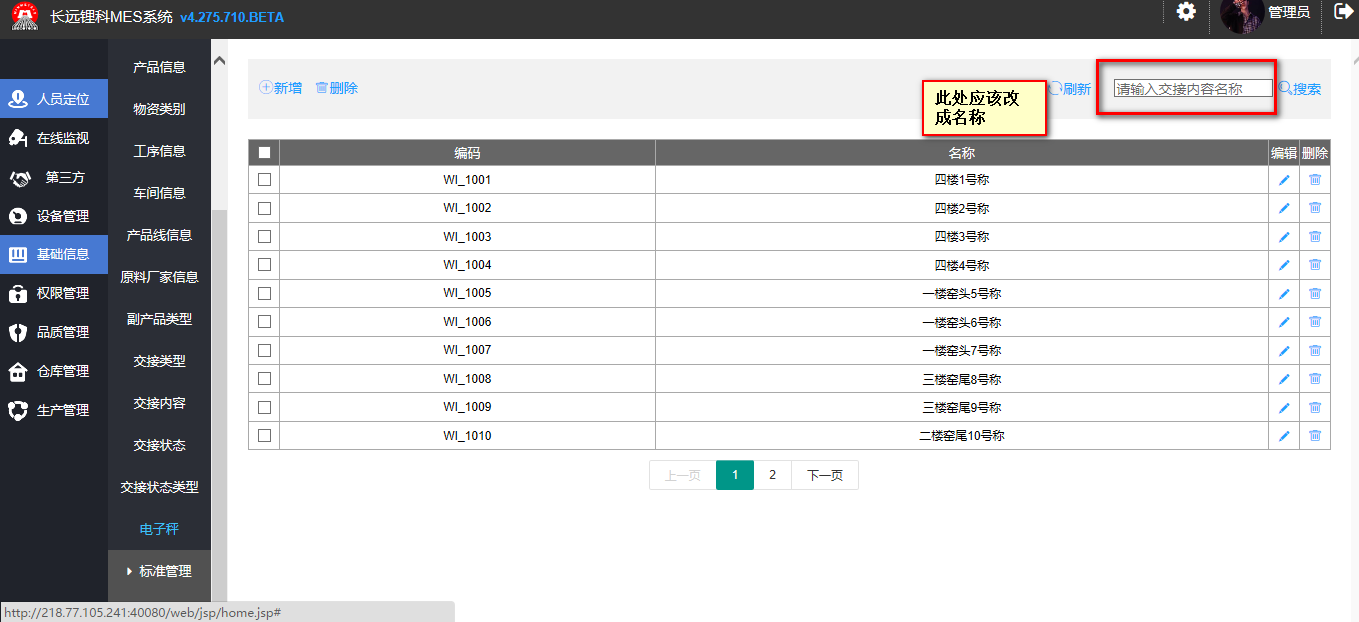 长远锂科MES系统 v4.275.710.BETA
管理员
人员定位
在线监视
第三方
设备管理
基础信息
权限管理
品质管理
仓库管理
生产管理
产品信息
物资类别
工序信息
车间信息
产品线信息
原料厂家信息
副产品类型
交接类型
交接内容
交接状态
交接状态类型
电子秤
标准管理
新增 删除
此处应该改
成名称
刷新 请输入交接内容名称 搜索
编码 名称 编辑 删除
WI_1001 四楼1号称
WI_1002 四楼2号称
WI_1003 四楼3号称
WI_1004 四楼4号称
WI_1005 一楼窑头5号称
WI_1006 一楼窑头6号称
WI_1007 一楼窑头7号称
WI_1008 三楼窑尾8号称
WI_1009 三楼窑尾9号称
WI_1010 二楼窑尾10号称
上一页 1 2 下一页
http://218.77.105.241:40080/web/jsp/home.jsp#